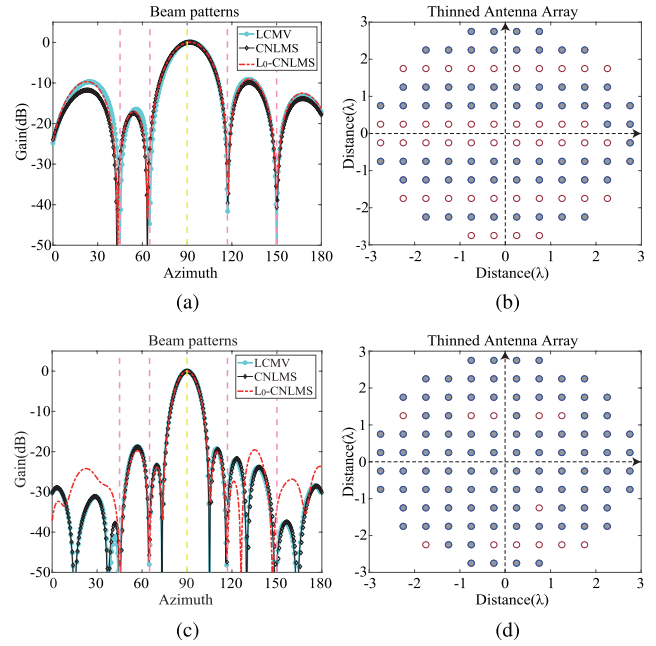 Beam patterns
Thinned Antenna Array
LCMV
CNLMS
L0-CNLMS
Gain(dB)
0
-10
-20
-30
-40
-50
0 30 60 90 120 150 180
Azimuth
Distance(λ)
3
2
1
0
-1
-2
-3
-3 -2 -1 0 1 2 3
Distance(λ)
(a)
(b)
Beam patterns
Thinned Antenna Array
LCMV
CNLMS
L0-CNLMS
Gain(dB)
0
-10
-20
-30
-40
-50
0 30 60 90 120 150 180
Azimuth
Distance(λ)
3
2
1
0
-1
-2
-3
-3 -2 -1 0 1 2 3
Distance(λ)
(c)
(d)